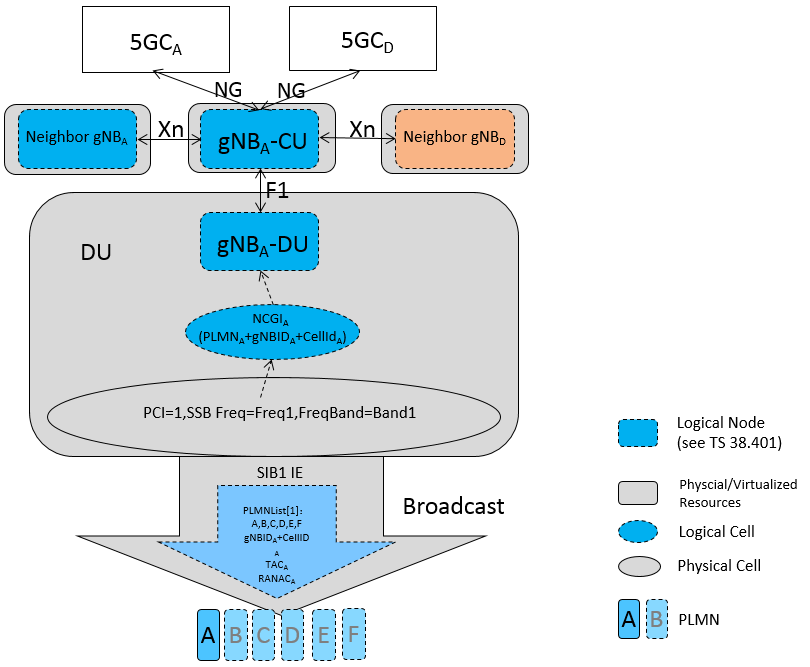 5GCA
5GCD
NG
NG
Neighbor gNBA
Xn
gNBA-CU
Xn
Neighbor gNBD
F1
DU
gNBA-DU
NCGIA
(PLMNA+gNBIDA+CellIdA)
PCI=1,SSB Freq=Freq1,FreqBand=Band1
SIB1 IE
Broadcast
PLMNList[1]:
A,B,C,D,E,F
gNBIDA+CellID
A
TACA
RANACA
A B C D E F
Logical Node
(see TS 38.401)
Physcial/Virtualized
Resources
Logical Cell
Physical Cell
A B PLMN